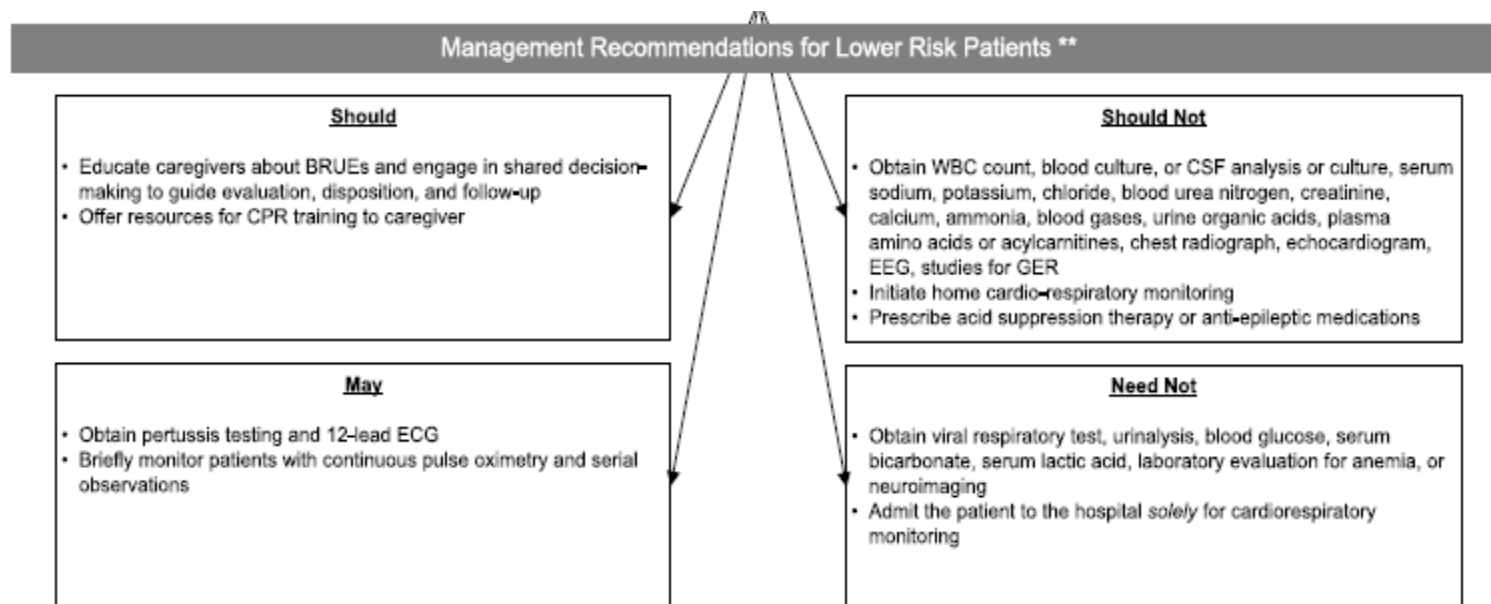 Management Recommendations for Lower Risk Patients **
Should
• Educate caregivers about BRUEs and engage in shared decision-
making to guide evaluation, disposition, and follow-up
• Offer resources for CPR training to caregiver
Should Not
• Obtain WBC count, blood culture, or CSF analysis or culture, serum
sodium, potassium, chloride, blood urea nitrogen, creatinine,
calcium, ammonia, blood gases, urine organic acids, plasma
amino acids or acylcarnitines, chest radiograph, echocardiogram,
EEG, studies for GER
• Initiate home cardio-respiratory monitoring
• Prescribe acid suppression therapy or anti-epileptic medications
May
• Obtain pertussis testing and 12-lead ECG
• Briefly monitor patients with continuous pulse oximetry and serial
observations
Need Not
• Obtain viral respiratory test, urinalysis, blood glucose, serum
bicarbonate, serum lactic acid, laboratory evaluation for anemia, or
neuroimaging
• Admit the patient to the hospital solely for cardiorespiratory
monitoring